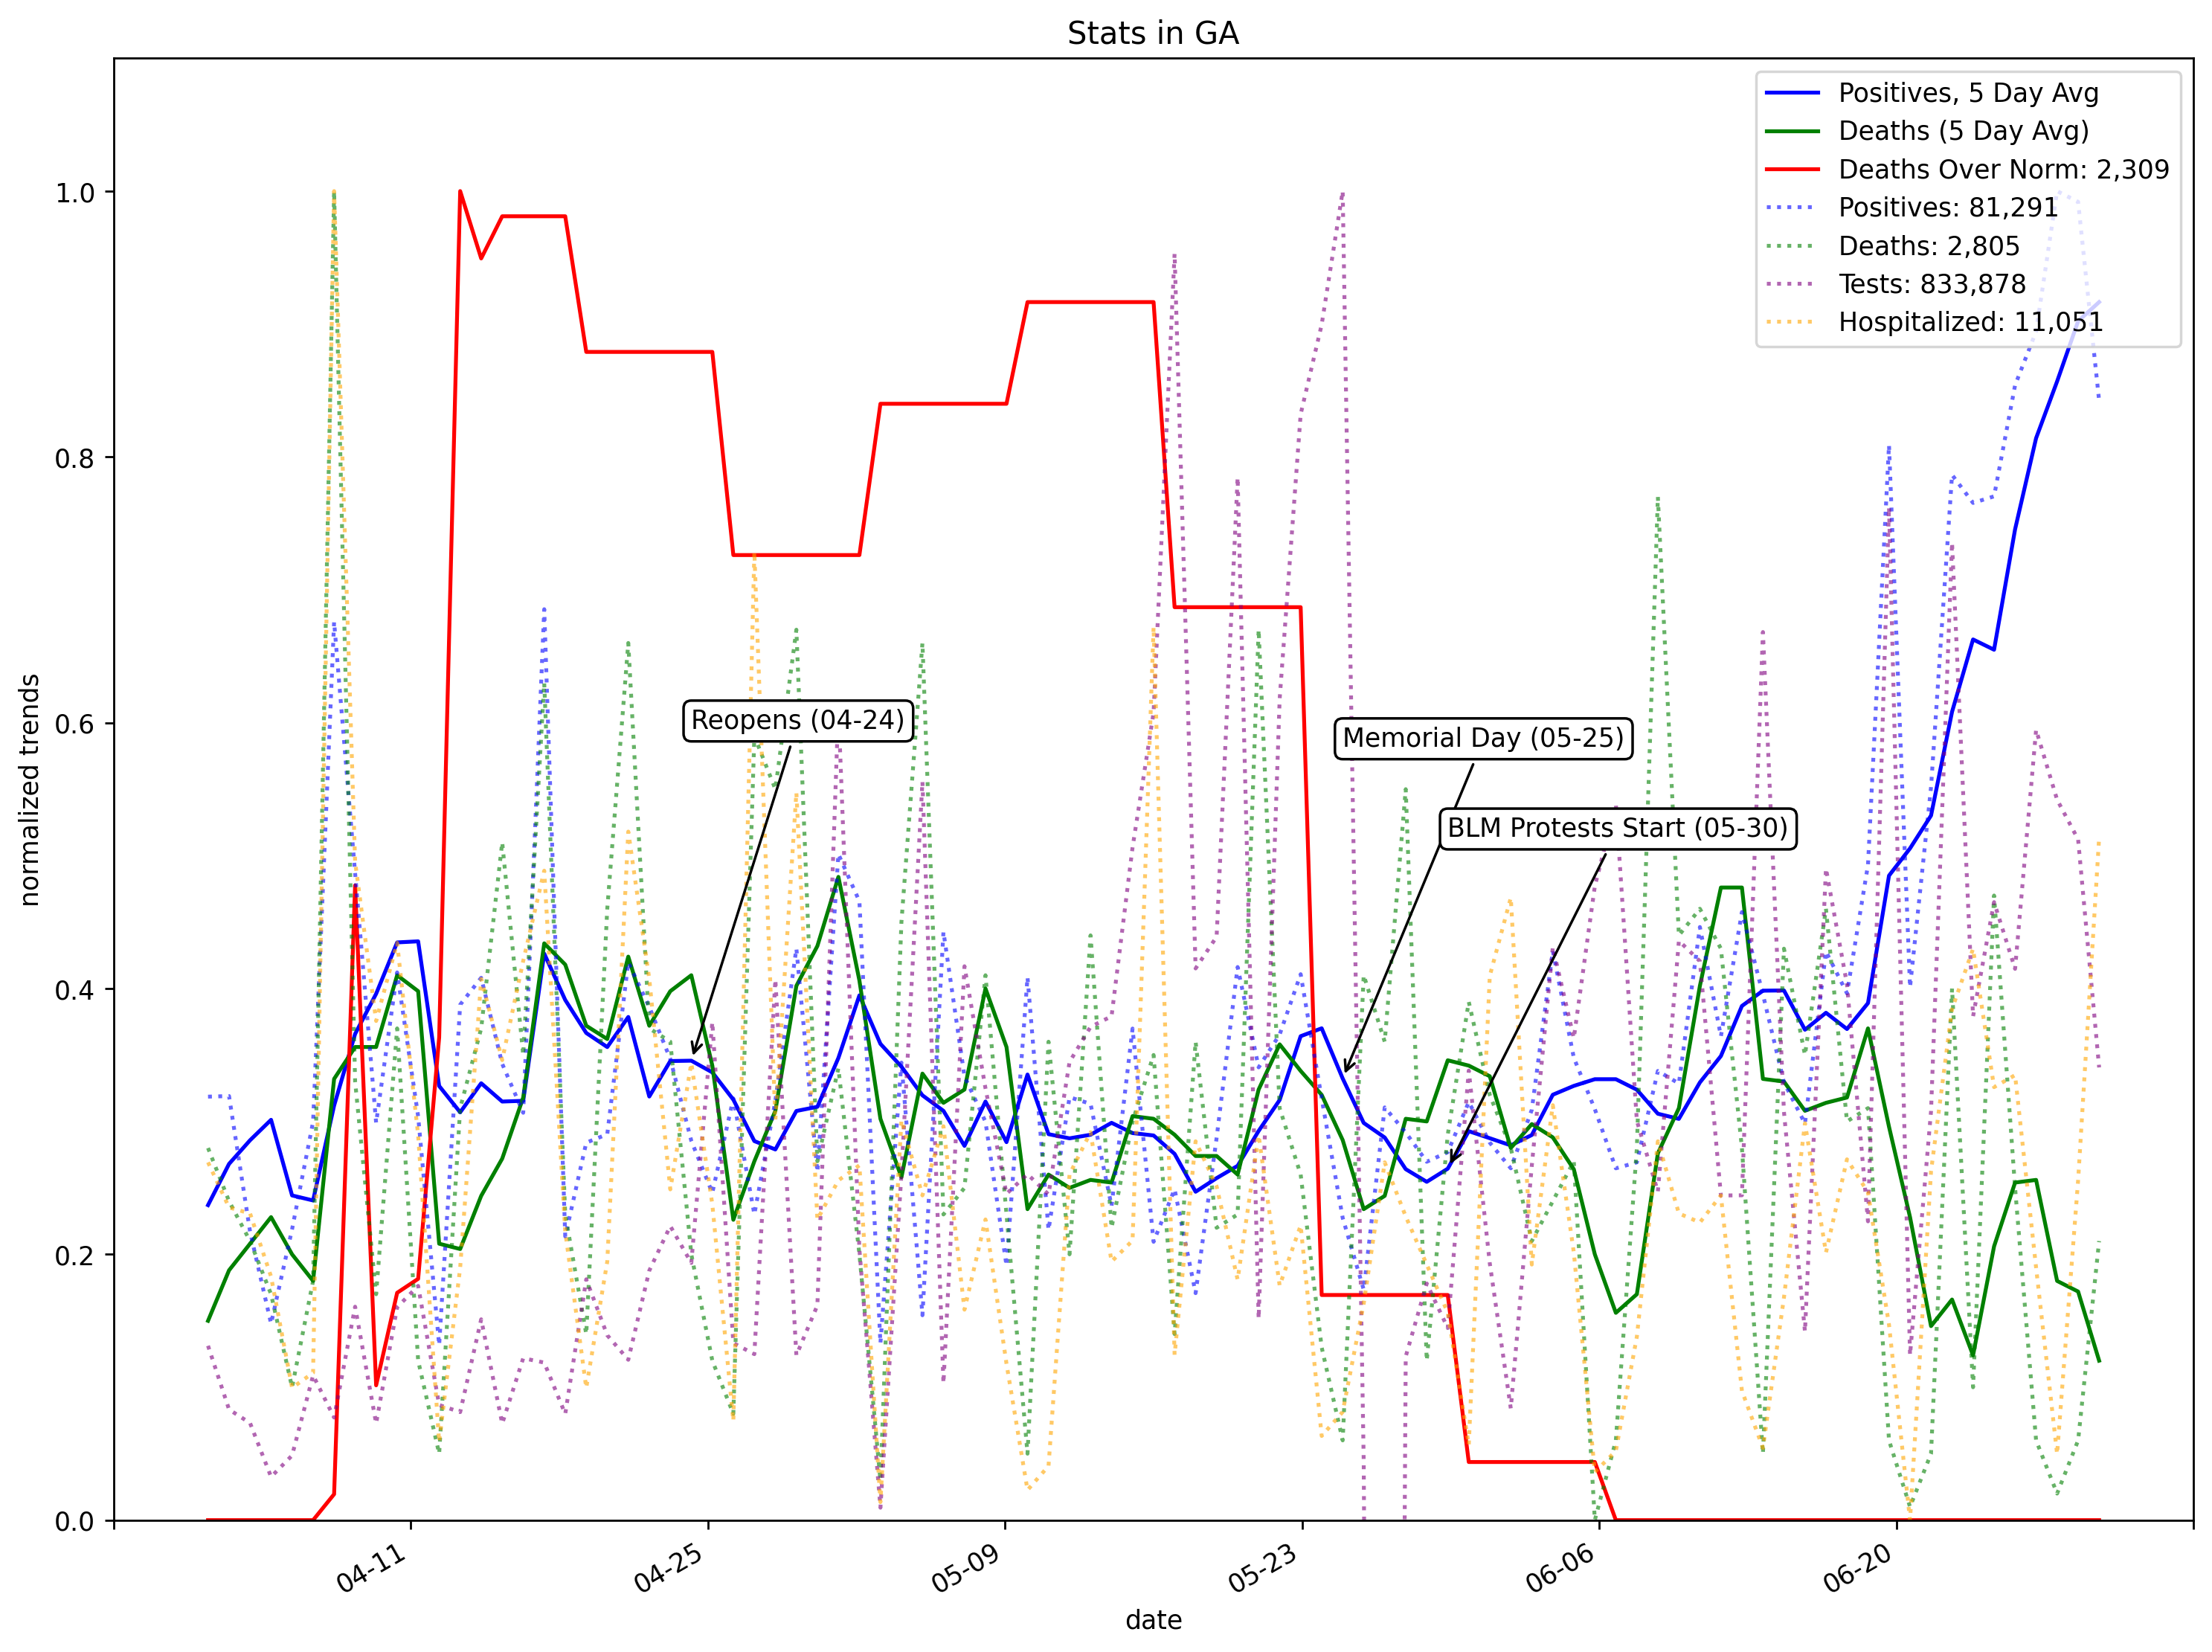 Stats in GA
Positives, 5 Day Avg
Deaths (5 Day Avg)
Deaths Over Norm: 2,309
Positives: 81,291
Deaths: 2,805
Tests: 833,878
Hospitalized: 11,051
1.0
0.8
0.6
0.4
0.2
0.0
normalized trends
Reopens (04-24)
Memorial Day (05-25)
BLM Protests Start (05-30)
04-11
04-25
05-09
05-23
06-06
06-20
date